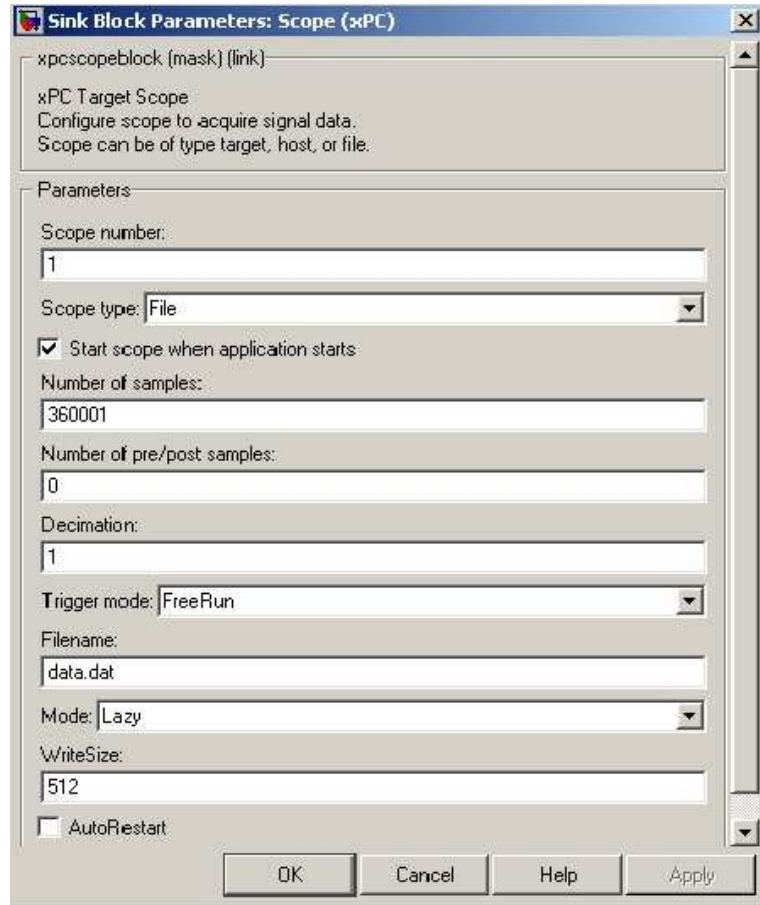 Sink Block Parameters: Scope (xPC)
xpcscopeblock (mask) (link)
xPC Target Scope
Configure scope to acquire signal data.
Scope can be of type target, host, or file.
Parameters
Scope number:
1
Scope type: File
Start scope when application starts
Number of samples:
360001
Number of pre/post samples:
0
Decimation:
1
Trigger mode: FreeRun
Filename:
data.dat
Mode: Lazy
WriteSize:
512
AutoRestart
OK Cancel Help Apply